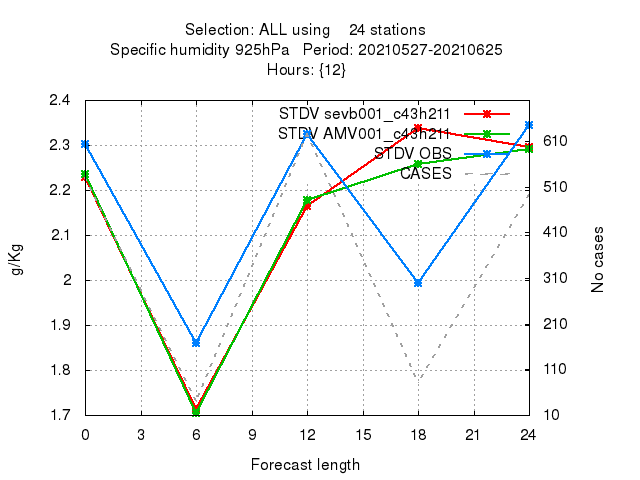 Selection: ALL using    24 stations
Specific humidity 925hPa   Period: 20210527-20210625
Hours: {12}
STDV sevb001_c43h211
STDV AMV001_c43h211
STDV OBS
CASES
2.4
2.3
2.2
2.1
2
1.9
1.8
1.7
g/Kg
610
510
410
310
210
110
10
No cases
0 3 6 9 12 15 18 21 24
Forecast length